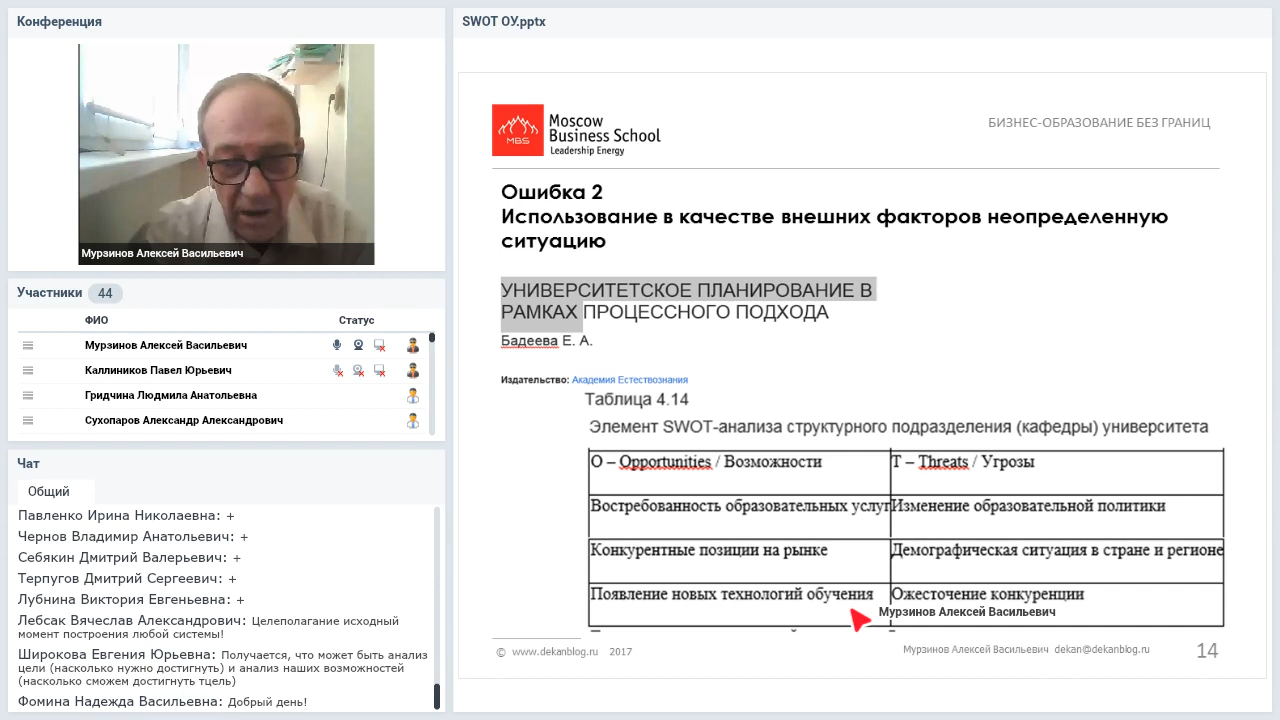 Конференция
Мурзинов Алексей Васильевич
Участники 44
ФИО Статус
Мурзинов Алексей Васильевич
Каллиников Павел Юрьевич
Гридчина Людмила Анатольевна
Сухопаров Александр Александрович
Чат
Общий
Павленко Ирина Николаевна: +
Чернов Владимир Анатольевич: +
Себякин Дмитрий Валерьевич: +
Терпугов Дмитрий Сергеевич: +
Лубнина Виктория Евгеньевна: +
Лебсак Вячеслав Александрович: Целеполагание исходный
момент построения любой системы!
Широкова Евгения Юрьевна: Получается, что может быть анализ
цели (насколько нужно достигнуть) и анализ наших возможностей
(насколько сможем достигнуть тцель)
Фомина Надежда Васильевна: Добрый день!
SWOT ОУ.pptx
MBS
Moscow
Business School
Leadership Energy
БИЗНЕС-ОБРАЗОВАНИЕ БЕЗ ГРАНИЦ
Ошибка 2
Использование в качестве внешних факторов неопределенную
ситуацию
УНИВЕРСИТЕТСКОЕ ПЛАНИРОВАНИЕ В
РАМКАХ ПРОЦЕССНОГО ПОДХОДА
Бадеева Е. А.
Издательство: Академия Естествознания
Таблица 4.14
Элемент SWOT-анализа структурного подразделения (кафедры) университета
O – Opportunities / Возможности T – Threats / Угрозы
Востребованность образовательных услуг Изменение образовательной политики
Конкурентные позиции на рынке Демографическая ситуация в стране и регионе
Появление новых технологий обучения Ожесточение конкуренции
Мурзинов Алексей Васильевич
© www.dekanblog.ru 2017 Мурзинов Алексей Васильевич dekan@dekanblog.ru 14